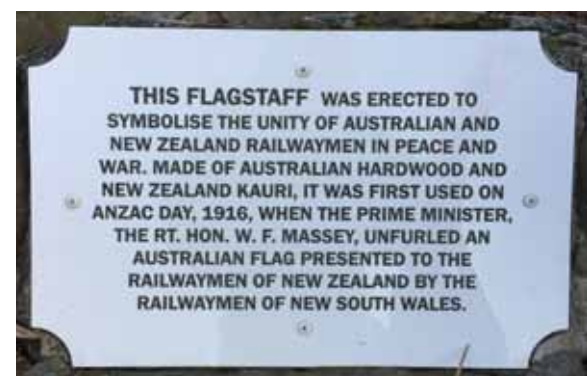 THIS FLAGSTAFF WAS ERECTED TO
SYMBOLISE THE UNITY OF AUSTRALIAN AND
NEW ZEALAND RAILWAYMEN IN PEACE AND
WAR. MADE OF AUSTRALIAN HARDWOOD AND
NEW ZEALAND KAURI, IT WAS FIRST USED ON
ANZAC DAY, 1916, WHEN THE PRIME MINISTER,
THE RT. HON. W. F. MASSEY, UNFURLED AN
AUSTRALIAN FLAG PRESENTED TO THE
RAILWAYMEN OF NEW ZEALAND BY THE
RAILWAYMEN OF NEW SOUTH WALES.